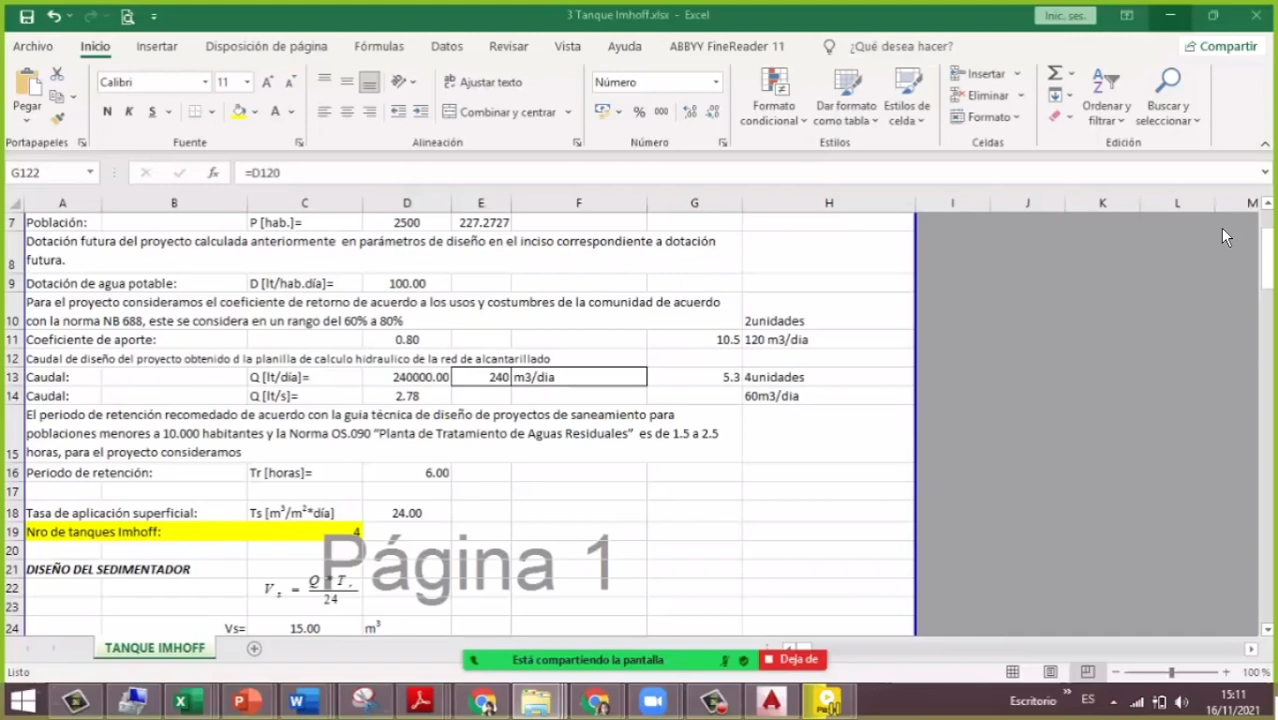 3 Tanque Imhoff.xlsx - Excel
Inic. ses.
Archivo Inicio Insertar Disposición de página Fórmulas Datos Revisar Vista Ayuda ABBYY FineReader 11 ¿Qué desea hacer? Compartir
Pegar
Calibri 11
N K S
Ajustar texto
Combinar y centrar
Número
% 000
Formato condicional
Dar formato como tabla
Estilos de celda
Insertar
Eliminar
Formato
Ordenar y filtrar
Buscar y seleccionar
Portapapeles Fuente Alineación Número Estilos Celdas Edición
G122 fx =D120
A B C D E F G H I J K L M
7 Población: P [hab.]= 2500 227.2727
Dotación futura del proyecto calculada anteriormente en parámetros de diseño en el inciso correspondiente a dotación
8 futura.
9 Dotación de agua potable: D [lt/hab.día]= 100.00
Para el proyecto consideramos el coeficiente de retorno de acuerdo a los usos y costumbres de la comunidad de acuerdo
10 con la norma NB 688, este se considera en un rango del 60% a 80% 2unidades
11 Coeficiente de aporte: 0.80 10.5 120 m3/dia
12 Caudal de diseño del proyecto obtenido d la planilla de calculo hidraulico de la red de alcantarillado
13 Caudal: Q [lt/día]= 240000.00 240 m3/dia 5.3 4unidades
14 Caudal: Q [lt/s]= 2.78 60m3/dia
El periodo de retención recomedado de acuerdo con la guia técnica de diseño de proyectos de saneamiento para
poblaciones menores a 10.000 habitantes y la Norma OS.090 “Planta de Tratamiento de Aguas Residuales” es de 1.5 a 2.5
15 horas, para el proyecto consideramos
16 Periodo de retención: Tr [horas]= 6.00
17
18 Tasa de aplicación superficial: Ts [m³/m²*día] 24.00
19 Nro de tanques Imhoff: 4
20
Página 1
21 DISEÑO DEL SEDIMENTADOR
22 V s = Q * T r / 24
23
24 Vs= 15.00 m³
TANQUE IMHOFF
Está compartiendo la pantalla Deja de
Listo 100 %
Escritorio ES 15:11
16/11/2021